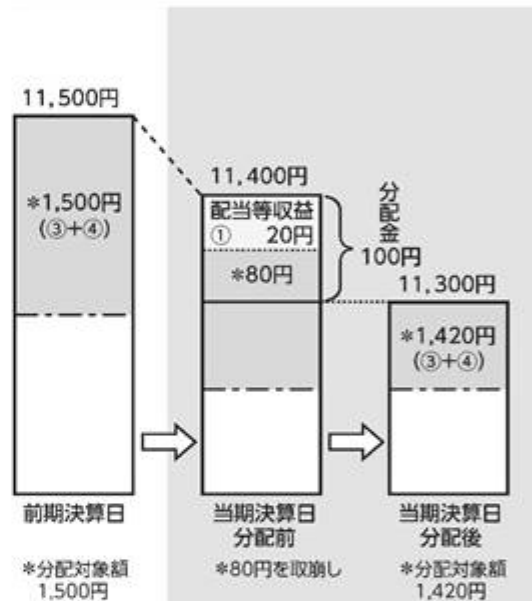 11,500円
*1,500円
(③+④)
前期決算日
*分配対象額
1,500円
11,400円
配当等収益
① 20円
*80円
分配金
100円
当期決算日
分配前
*80円を取崩し
11,300円
*1,420円
(③+④)
当期決算日
分配後
*分配対象額
1,420円